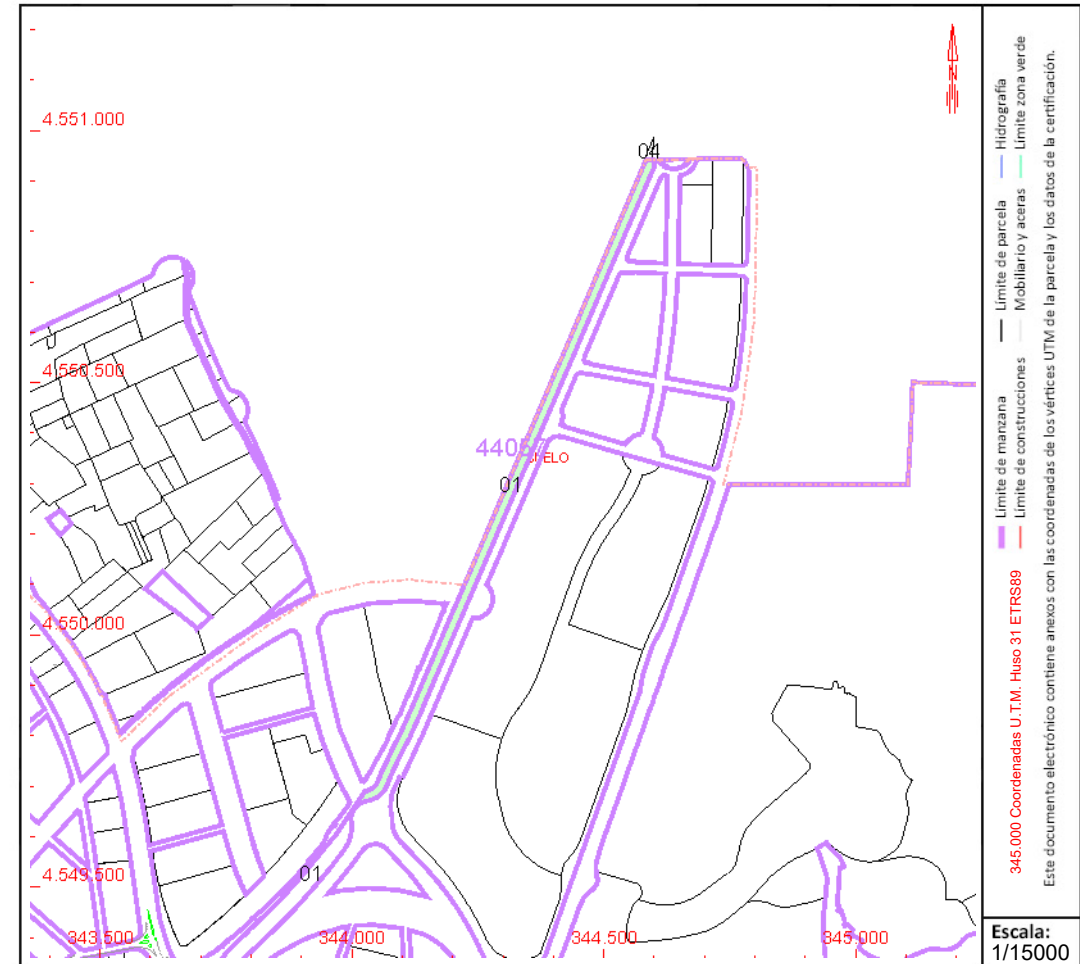 4.551.000
04
4.550.500
44057
SUELO
01
4.550.000
4.549.500
01
343.500
344.000
344.500
345.000
N
345.000 Coordenadas U.T.M. Huso 31 ETRS89
Límite de manzana
Límite de parcela
Hidrografía
Límite de construcciones
Mobiliario y aceras
Límite zona verde
Este documento electrónico contiene anexos con las coordenadas de los vértices UTM de la parcela y los datos de la certificación.
Escala:
1/15000